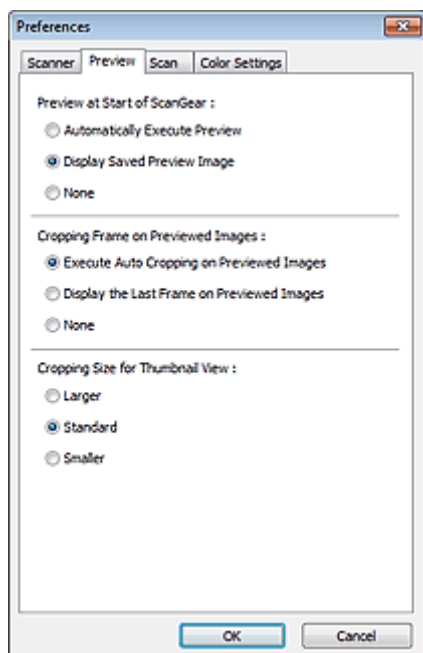 Preferences
Scanner Preview Scan Color Settings
Preview at Start of ScanGear :
Automatically Execute Preview
Display Saved Preview Image
None
Cropping Frame on Previewed Images :
Execute Auto Cropping on Previewed Images
Display the Last Frame on Previewed Images
None
Cropping Size for Thumbnail View :
Larger
Standard
Smaller
OK Cancel